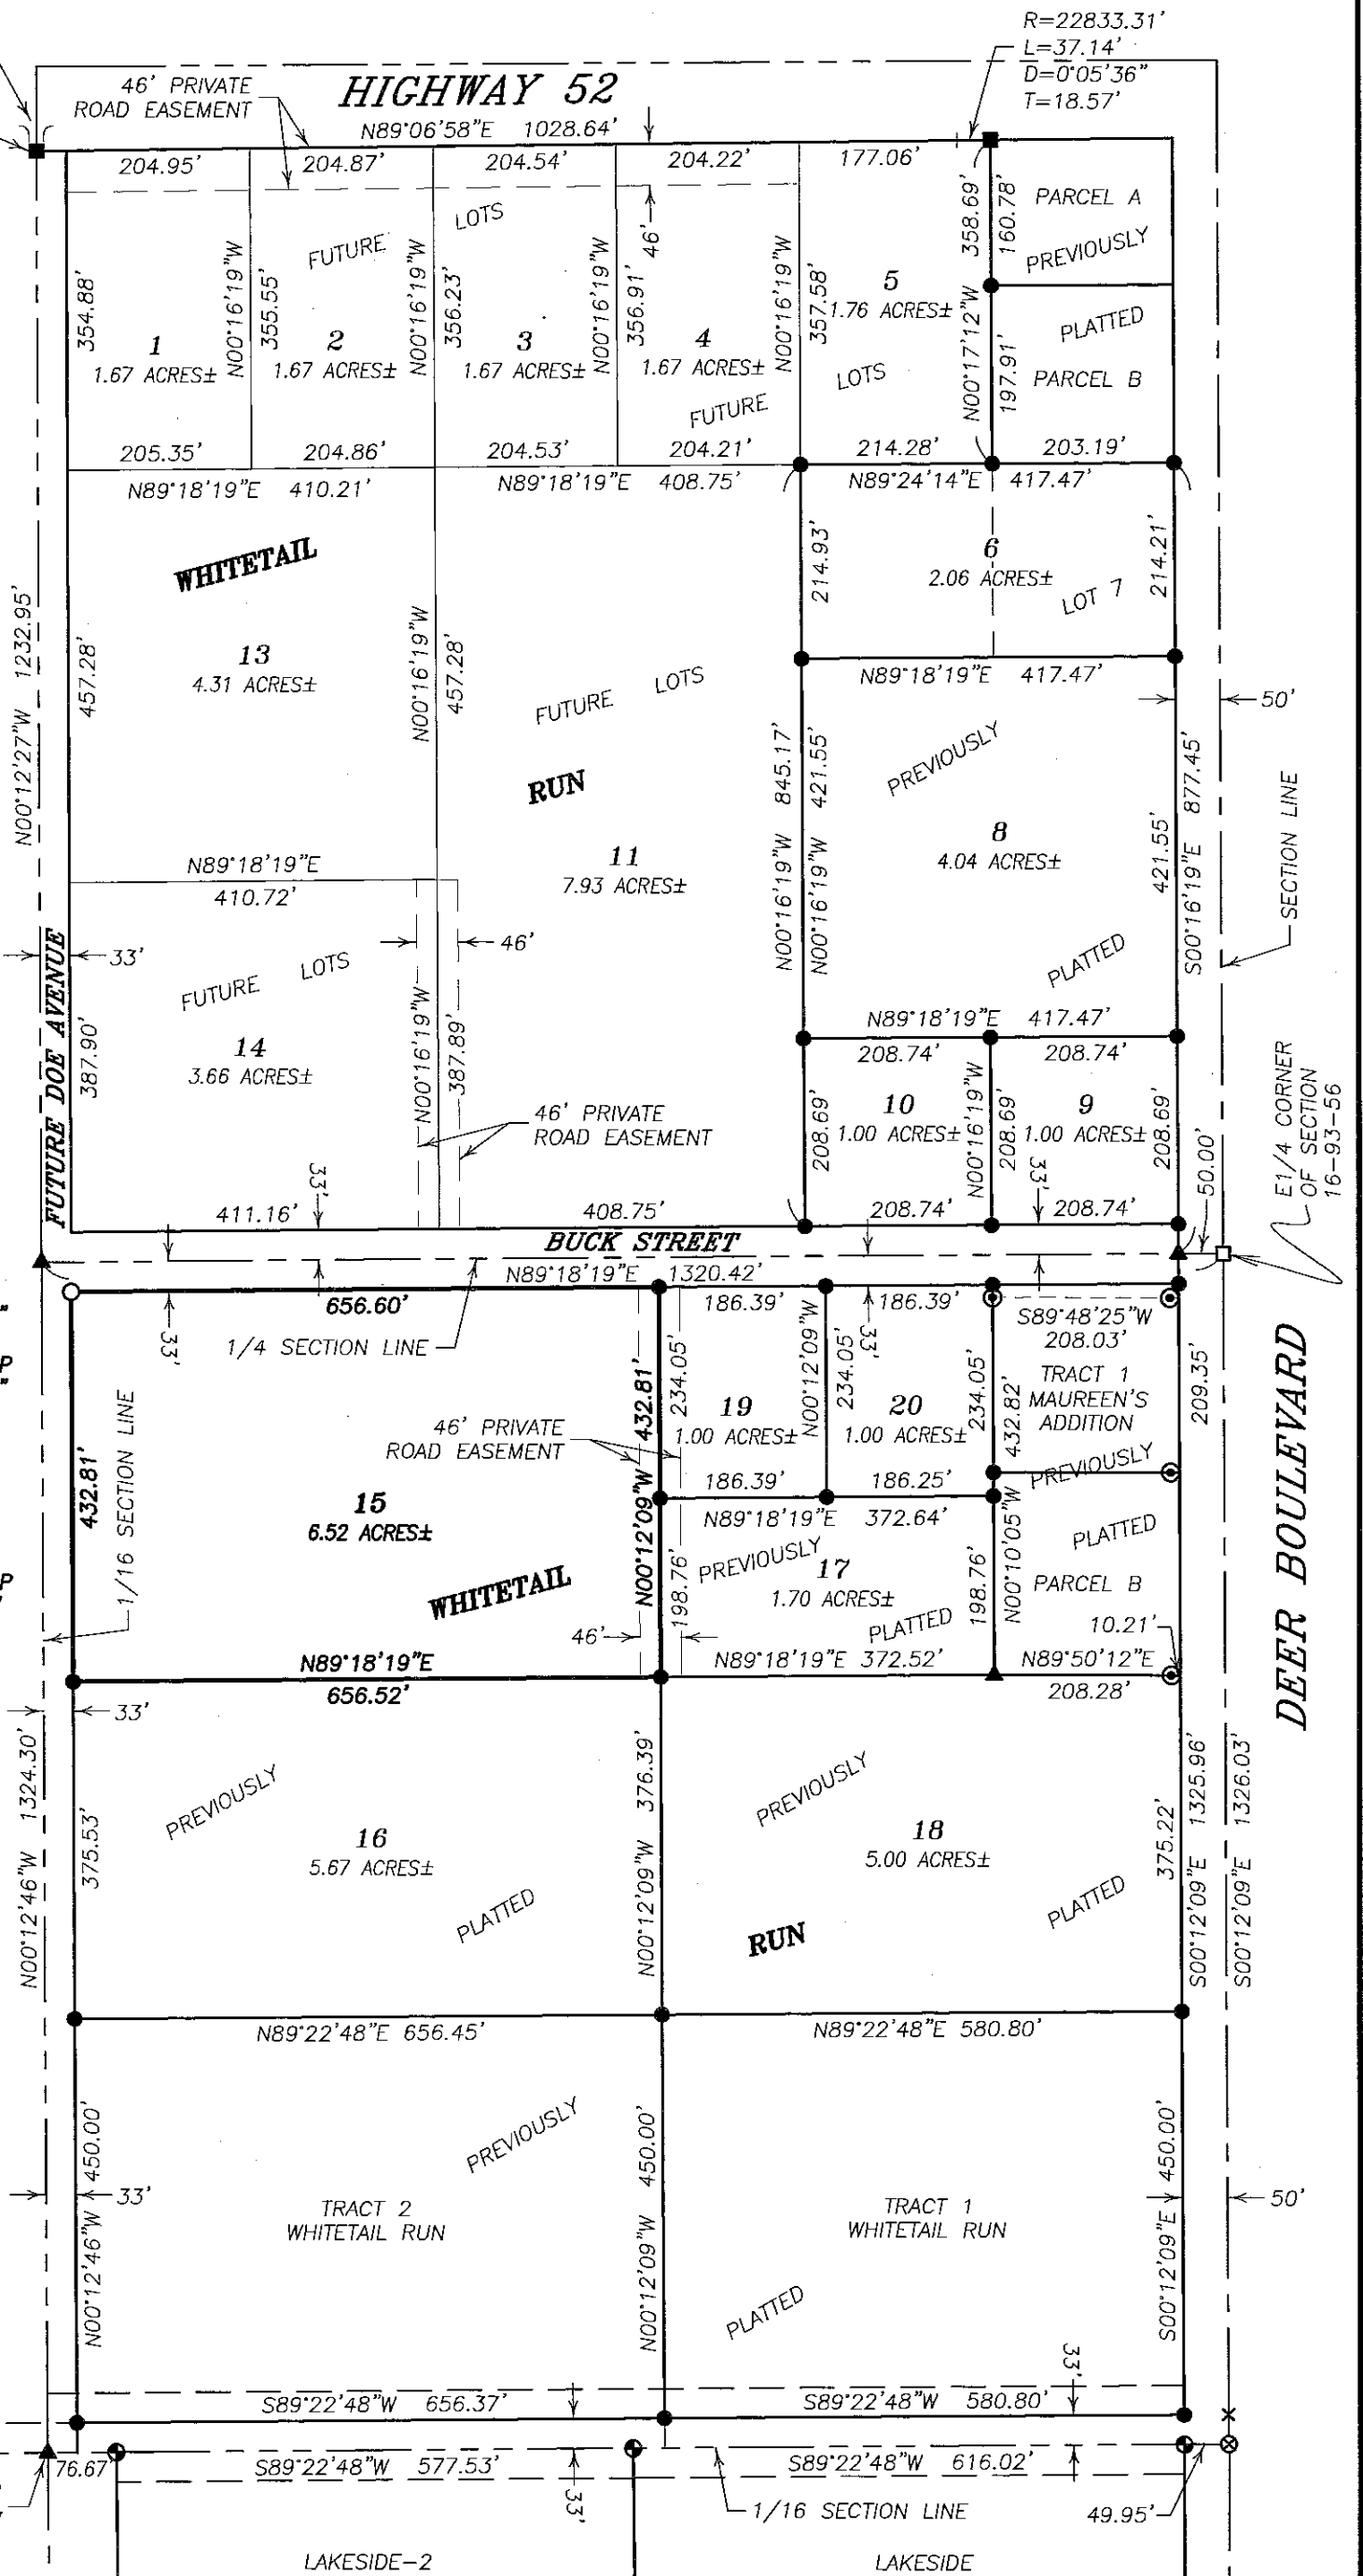 R=22833.31'
L=37.14'
D=0°05'36"
T=18.57'
46' PRIVATE
ROAD EASEMENT
HIGHWAY 52
N89°06'58"E 1028.64'
204.95'
204.87'
204.54'
204.22'
177.06'
354.88'
N00°16'19"W
355.55'
N00°16'19"W
356.23'
N00°16'19"W
356.91'
46'
N00°16'19"W
357.58'
N00°17'12"W 358.69'
160.78'
197.91'
PARCEL A
PREVIOUSLY
PLATTED
PARCEL B
FUTURE LOTS
1
1.67 ACRES±
2
1.67 ACRES±
3
1.67 ACRES±
4
1.67 ACRES±
5
1.76 ACRES±
FUTURE LOTS
205.35'
204.86'
204.53'
204.21'
214.28'
203.19'
N89°18'19"E 410.21'
N89°18'19"E 408.75'
N89°24'14"E 417.47'
WHITETAIL
RUN
6
2.06 ACRES±
LOT 7
214.93'
214.21'
N89°18'19"E 417.47'
N00°12'27"W 1232.95'
457.28'
13
4.31 ACRES±
N00°16'19"W
457.28'
FUTURE LOTS
11
7.93 ACRES±
N00°16'19"W 845.17'
N00°16'19"W 421.55'
PREVIOUSLY
8
4.04 ACRES±
PLATTED
421.55'
S00°16'19"E 877.45'
50'
SECTION LINE
N89°18'19"E
410.72'
33'
46'
FUTURE DOE AVENUE
387.90'
FUTURE LOTS
14
3.66 ACRES±
N00°16'19"W
387.89'
46' PRIVATE
ROAD EASEMENT
N89°18'19"E 417.47'
208.74'
208.74'
10
1.00 ACRES±
9
1.00 ACRES±
208.69'
N00°16'19"W
208.69'
208.69'
33'
33'
50.00'
E1/4 CORNER
OF SECTION
16-93-56
411.16'
408.75'
208.74'
208.74'
BUCK STREET
N89°18'19"E 1320.42'
656.60'
186.39'
186.39'
S89°48'25"W
208.03'
33'
1/4 SECTION LINE
33'
TRACT 1
MAUREEN'S
ADDITION
209.35'
DEER BOULEVARD
432.81'
1/16 SECTION LINE
46' PRIVATE
ROAD EASEMENT
15
6.52 ACRES±
N00°12'09"W 432.81'
234.05'
19
1.00 ACRES±
N00°12'09"W
234.05'
20
1.00 ACRES±
234.05'
432.82'
186.39'
186.25'
N89°18'19"E 372.64'
PREVIOUSLY
PLATTED
PARCEL B
PREVIOUSLY
17
1.70 ACRES±
PLATTED
198.76'
198.76'
N00°10'05"W
10.21'
WHITETAIL
46'
N89°18'19"E
656.52'
N89°18'19"E 372.52'
N89°50'12"E
208.28'
33'
N00°12'46"W 1324.30'
375.53'
PREVIOUSLY
16
5.67 ACRES±
PLATTED
N00°12'09"W 376.39'
PREVIOUSLY
18
5.00 ACRES±
PLATTED
RUN
375.22'
S00°12'09"E 1325.96'
S00°12'09"E 1326.03'
N89°22'48"E 656.45'
N89°22'48"E 580.80'
N00°12'46"W 450.00'
33'
PREVIOUSLY
TRACT 2
WHITETAIL RUN
N00°12'09"W 450.00'
TRACT 1
WHITETAIL RUN
PLATTED
S00°12'09"E 450.00'
50'
S89°22'48"W 656.37'
S89°22'48"W 580.80'
33'
76.67'
S89°22'48"W 577.53'
S89°22'48"W 616.02'
33'
1/16 SECTION LINE
49.95'
LAKESIDE-2
LAKESIDE